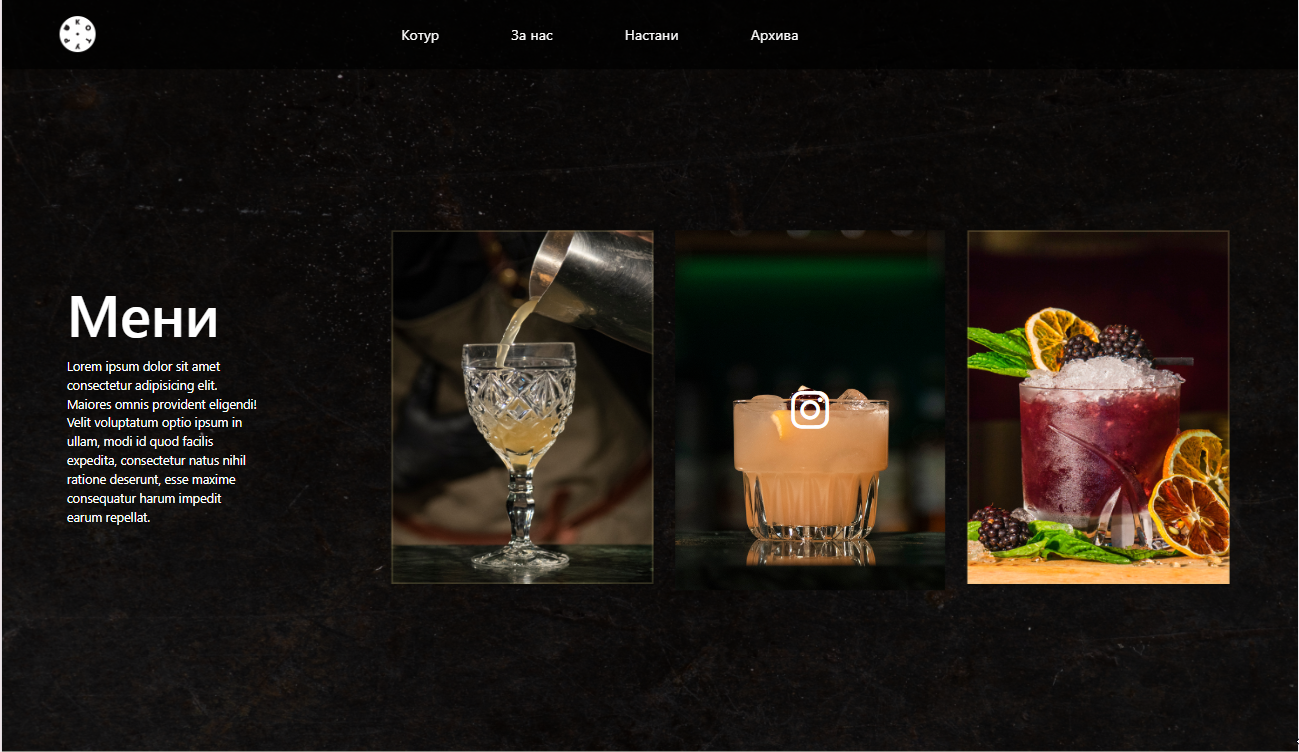 Котур
За нас
Настани
Архива
Мени
Lorem ipsum dolor sit amet
consectetur adipisicing elit.
Maiores omnis provident eligendi!
Velit voluptatum optio ipsum in
ullam, modi id quod facilis
expedita, consectetur natus nihil
ratione deserunt, esse maxime
consequatur harum impedit
earum repellat.